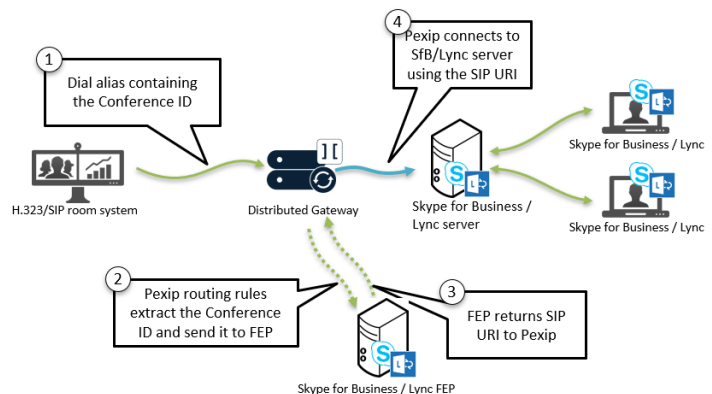 4
Pexip connects to
SfB/Lync server
using the SIP URI
1
Dial alias containing
the Conference ID
][
S
L
Skype for Business / Lync
H.323/SIP room system
Distributed Gateway
S
L
Skype for Business /
Lync server
S
L
Skype for Business / Lync
2
Pexip routing rules
extract the Conference
ID and send it to FEP
3
FEP returns SIP
URI to Pexip
S
L
Skype for Business / Lync FEP